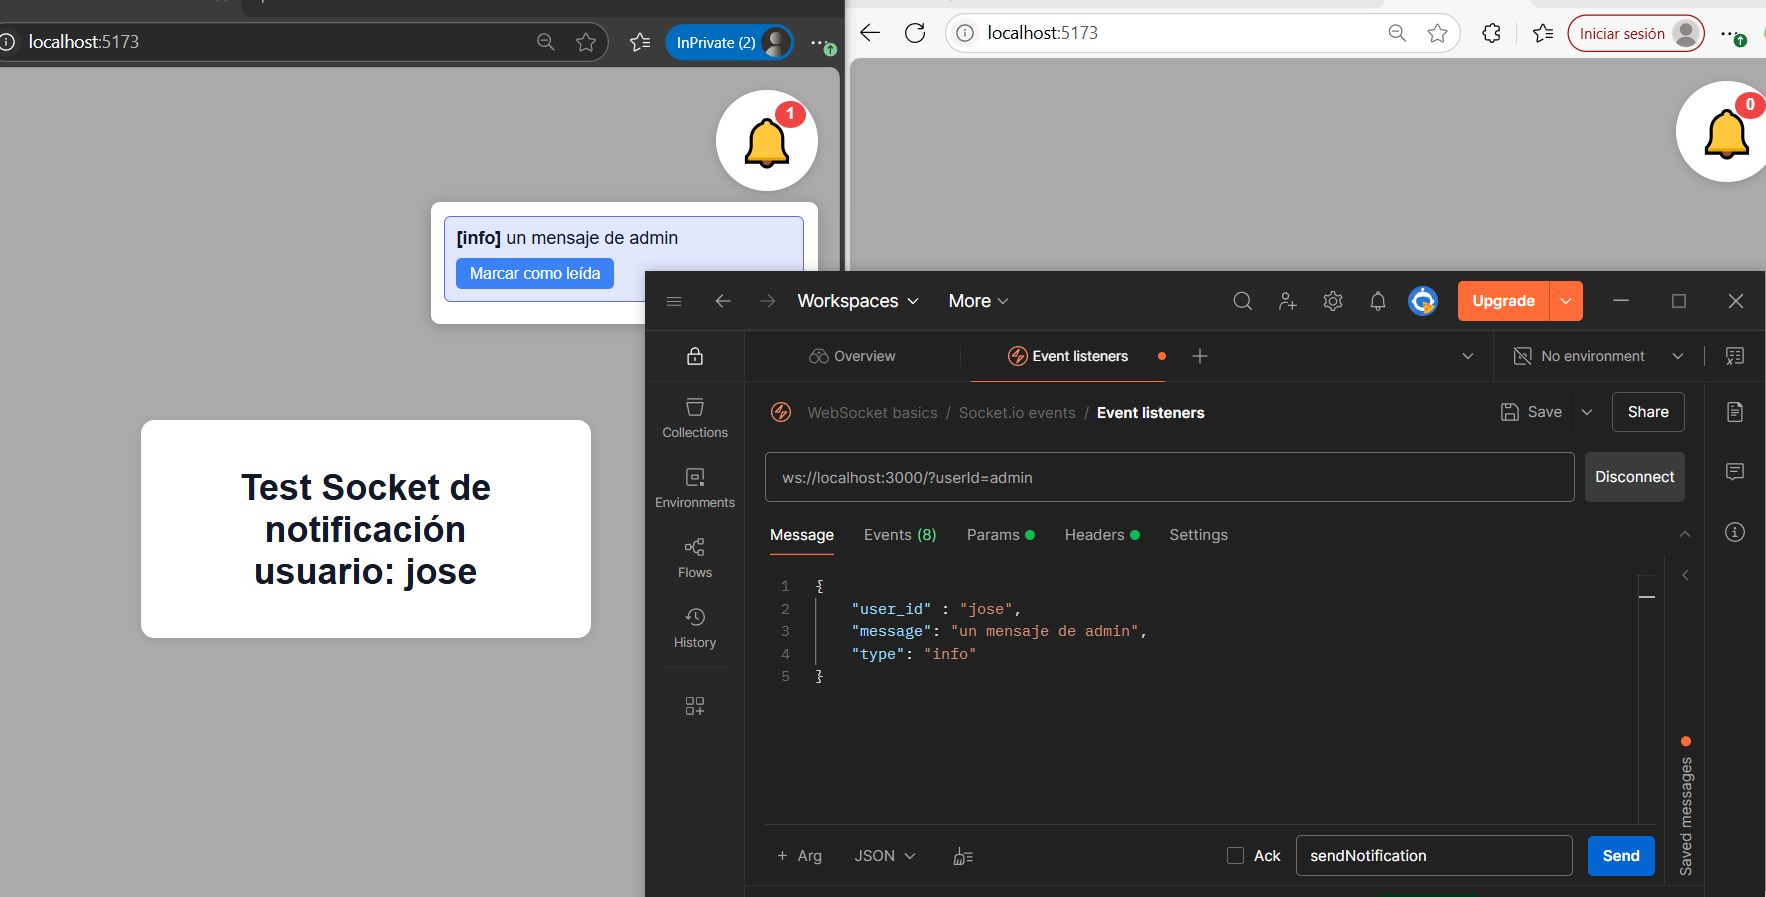 localhost:5173
InPrivate (2)
localhost:5173
Iniciar sesión
1
0
[info] un mensaje de admin
Marcar como leída
Test Socket de
notificación
usuario: jose
Workspaces
More
Upgrade
Overview
Event listeners
No environment
WebSocket basics / Socket.io events / Event listeners
Save
Share
Collections
Environments
Flows
History
ws://localhost:3000/?userId=admin
Disconnect
Message
Events (8)
Params
Headers
Settings
1 {
2 "user_id" : "jose",
3 "message": "un mensaje de admin",
4 "type": "info"
5 }
Saved messages
+ Arg
JSON
Ack
sendNotification
Send